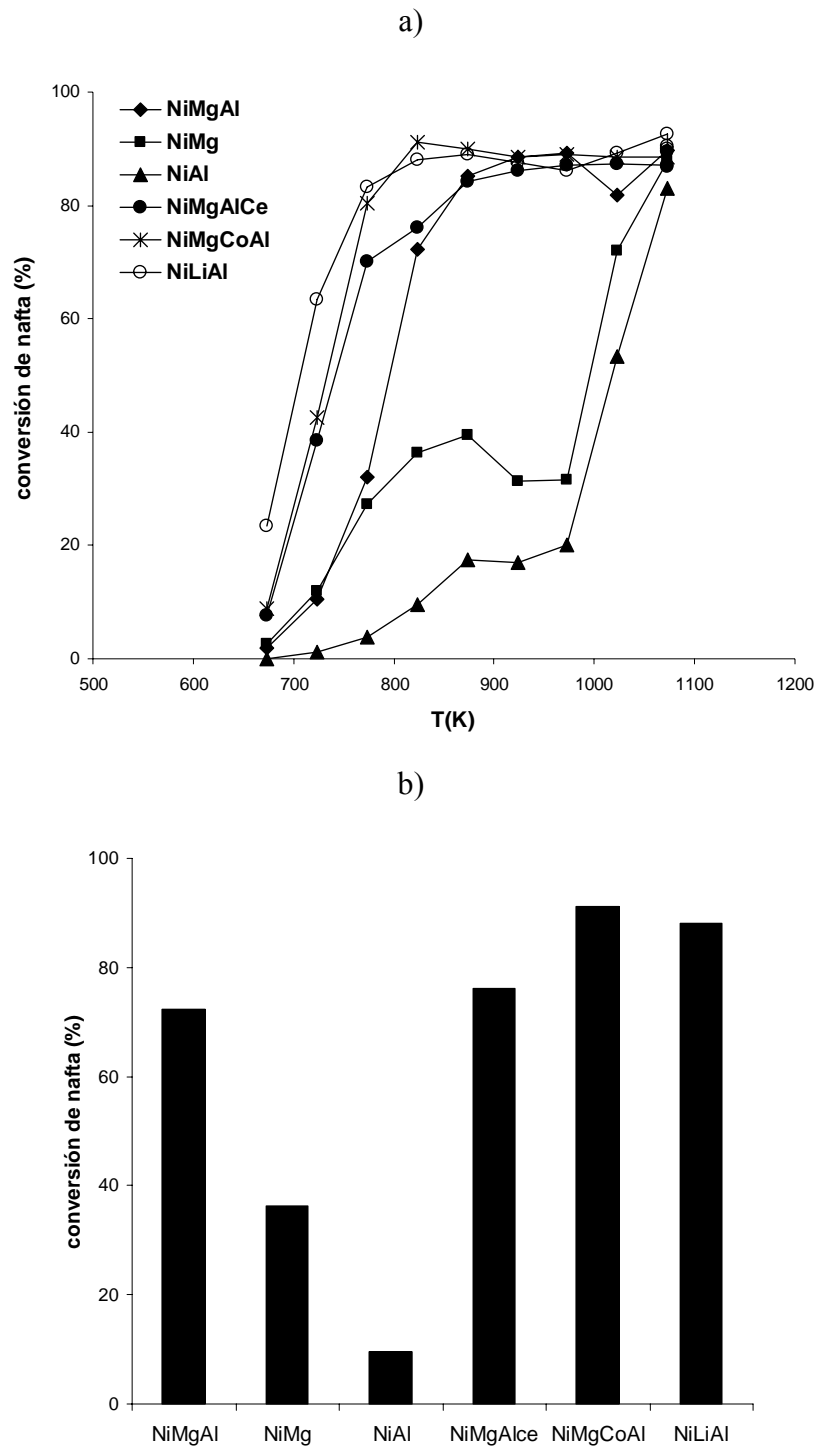 a)
100
80
60
40
20
0
conversión de nafta (%)
NiMgAl
NiMg
NiAl
NiMgAlCe
NiMgCoAl
NiLiAl
500 600 700 800 900 1000 1100 1200
T(K)
b)
100
80
60
40
20
0
conversión de nafta (%)
NiMgAl NiMg NiAl NiMgAlce NiMgCoAl NiLiAl